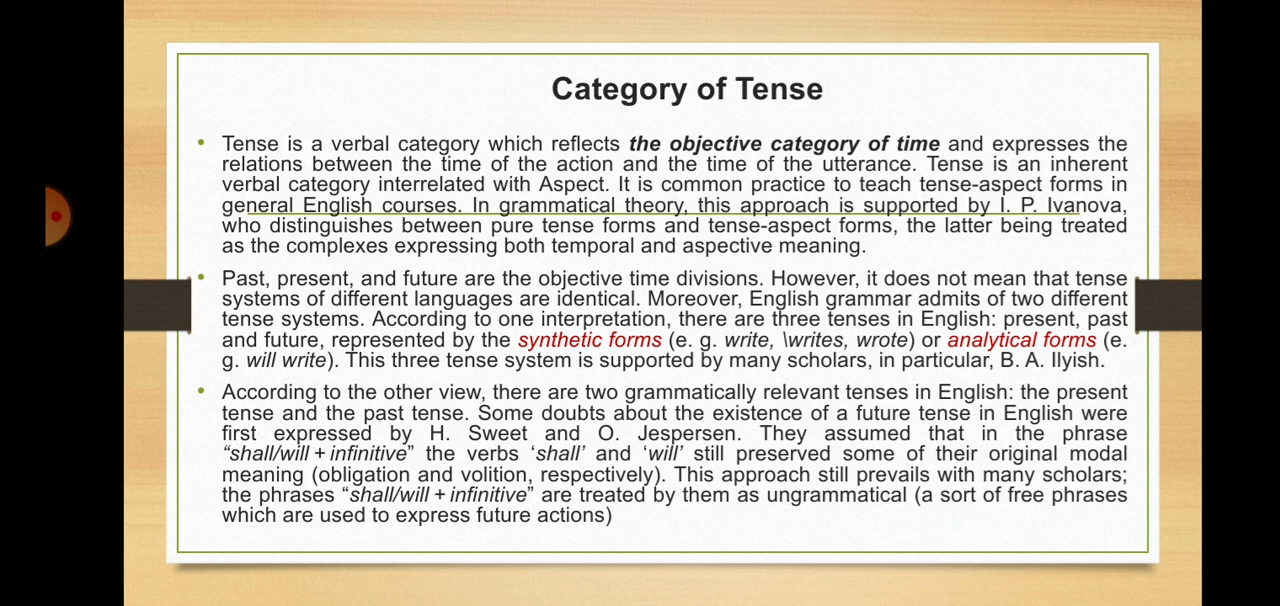 Category of Tense
• Tense is a verbal category which reflects the objective category of time and expresses the
relations between the time of the action and the time of the utterance. Tense is an inherent
verbal category interrelated with Aspect. It is common practice to teach tense-aspect forms in
general English courses. In grammatical theory, this approach is supported by I. P. Ivanova,
who distinguishes between pure tense forms and tense-aspect forms, the latter being treated
as the complexes expressing both temporal and aspective meaning.
• Past, present, and future are the objective time divisions. However, it does not mean that tense
systems of different languages are identical. Moreover, English grammar admits of two different
tense systems. According to one interpretation, there are three tenses in English: present, past
and future, represented by the synthetic forms (e. g. write, \writes, wrote) or analytical forms (e.
g. will write). This three tense system is supported by many scholars, in particular, B. A. Ilyish.
• According to the other view, there are two grammatically relevant tenses in English: the present
tense and the past tense. Some doubts about the existence of a future tense in English were
first expressed by H. Sweet and O. Jespersen. They assumed that in the phrase
“shall/will + infinitive” the verbs ‘shall’ and ‘will’ still preserved some of their original modal
meaning (obligation and volition, respectively). This approach still prevails with many scholars;
the phrases “shall/will + infinitive” are treated by them as ungrammatical (a sort of free phrases
which are used to express future actions)